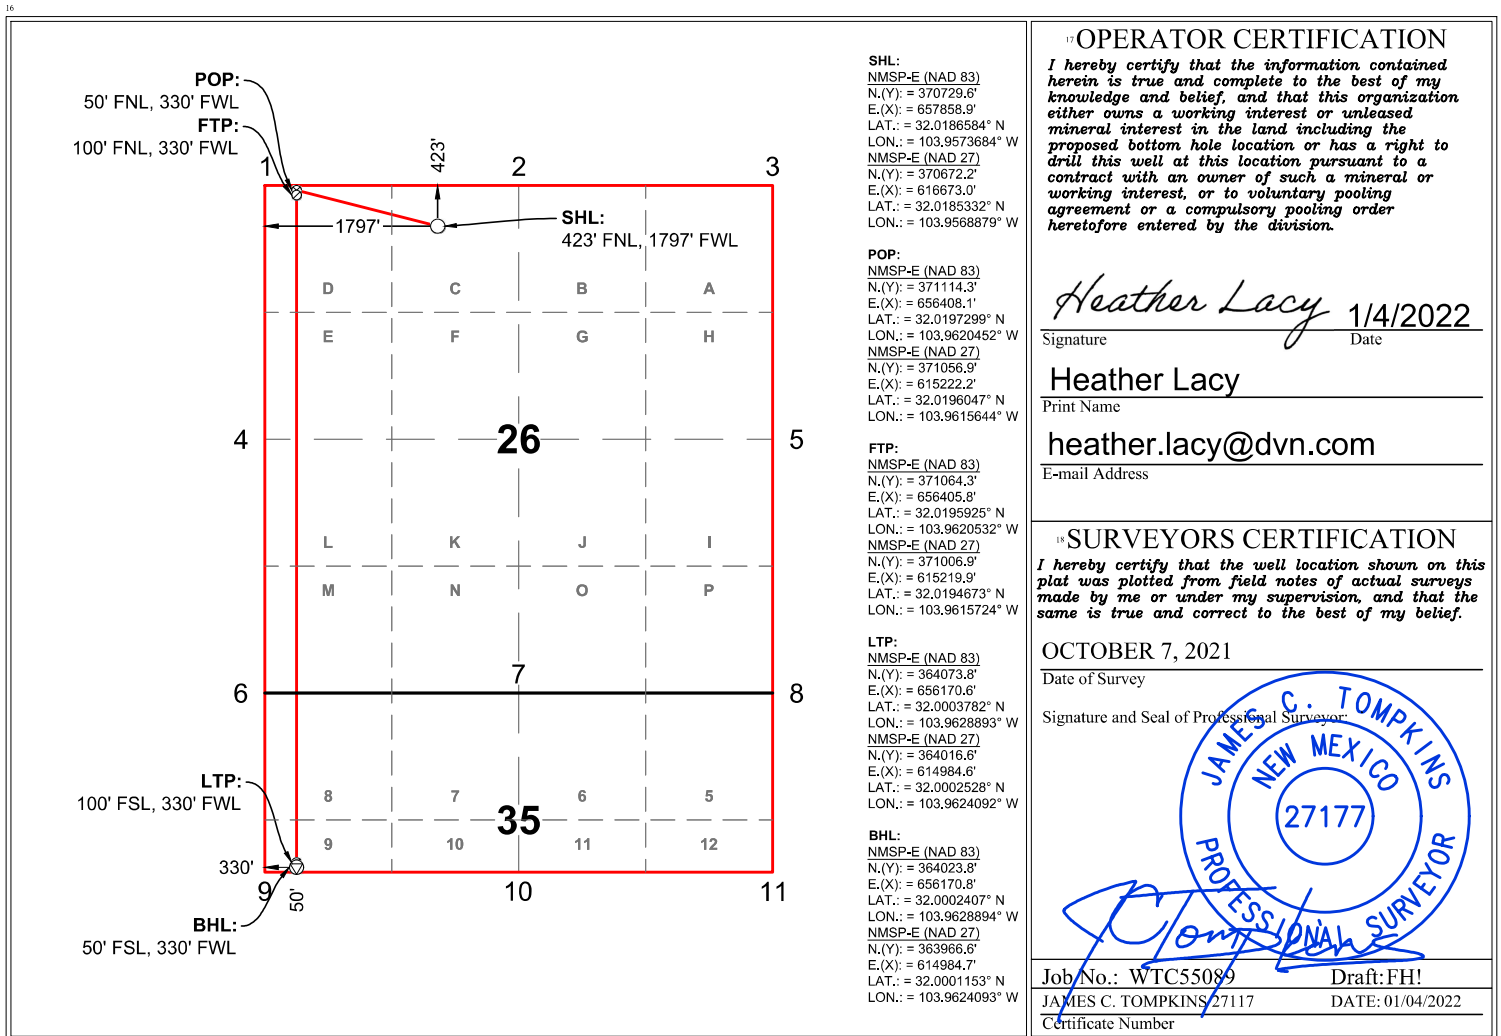 16
POP:
50' FNL, 330' FWL
FTP:
100' FNL, 330' FWL
1
2
3
423'
1797'
SHL:
423' FNL, 1797' FWL
D
C
B
A
E
F
G
H
4
26
5
L
K
J
I
M
N
O
P
7
6
8
LTP:
100' FSL, 330' FWL
8
7
6
5
35
9
10
11
12
330'
9
50'
10
11
BHL:
50' FSL, 330' FWL
SHL:
NMSP-E (NAD 83)
N.(Y): = 370729.6'
E.(X): = 657858.9'
LAT.: = 32.0186584° N
LON.: = 103.9573684° W
NMSP-E (NAD 27)
N.(Y): = 370672.2'
E.(X): = 616673.0'
LAT.: = 32.0185332° N
LON.: = 103.9568879° W
POP:
NMSP-E (NAD 83)
N.(Y): = 371114.3'
E.(X): = 656408.1'
LAT.: = 32.0197299° N
LON.: = 103.9620452° W
NMSP-E (NAD 27)
N.(Y): = 371056.9'
E.(X): = 615222.2'
LAT.: = 32.0196047° N
LON.: = 103.9615644° W
FTP:
NMSP-E (NAD 83)
N.(Y): = 371064.3'
E.(X): = 656405.8'
LAT.: = 32.0195925° N
LON.: = 103.9620532° W
NMSP-E (NAD 27)
N.(Y): = 371006.9'
E.(X): = 615219.9'
LAT.: = 32.0194673° N
LON.: = 103.9615724° W
LTP:
NMSP-E (NAD 83)
N.(Y): = 364073.8'
E.(X): = 656170.6'
LAT.: = 32.0003782° N
LON.: = 103.9628893° W
NMSP-E (NAD 27)
N.(Y): = 364016.6'
E.(X): = 614984.6'
LAT.: = 32.0002528° N
LON.: = 103.9624092° W
BHL:
NMSP-E (NAD 83)
N.(Y): = 364023.8'
E.(X): = 656170.8'
LAT.: = 32.0002407° N
LON.: = 103.9628894° W
NMSP-E (NAD 27)
N.(Y): = 363966.6'
E.(X): = 614984.7'
LAT.: = 32.0001153° N
LON.: = 103.9624093° W
17 OPERATOR CERTIFICATION
I hereby certify that the information contained
herein is true and complete to the best of my
knowledge and belief, and that this organization
either owns a working interest or unleased
mineral interest in the land including the
proposed bottom hole location or has a right to
drill this well at this location pursuant to a
contract with an owner of such a mineral or
working interest, or to voluntary pooling
agreement or a compulsory pooling order
heretofore entered by the division.
Heather Lacy 1/4/2022
Signature Date
Heather Lacy
Print Name
heather.lacy@dvn.com
E-mail Address
18 SURVEYORS CERTIFICATION
I hereby certify that the well location shown on this
plat was plotted from field notes of actual surveys
made by me or under my supervision, and that the
same is true and correct to the best of my belief.
OCTOBER 7, 2021
Date of Survey
Signature and Seal of Professional Surveyor:
JAMES C. TOMPKINS
NEW MEXICO
27177
PROFESSIONAL SURVEYOR
C Tompkins
Job No.: WTC55089 Draft:FH!
JAMES C. TOMPKINS 27117 DATE: 01/04/2022
Certificate Number